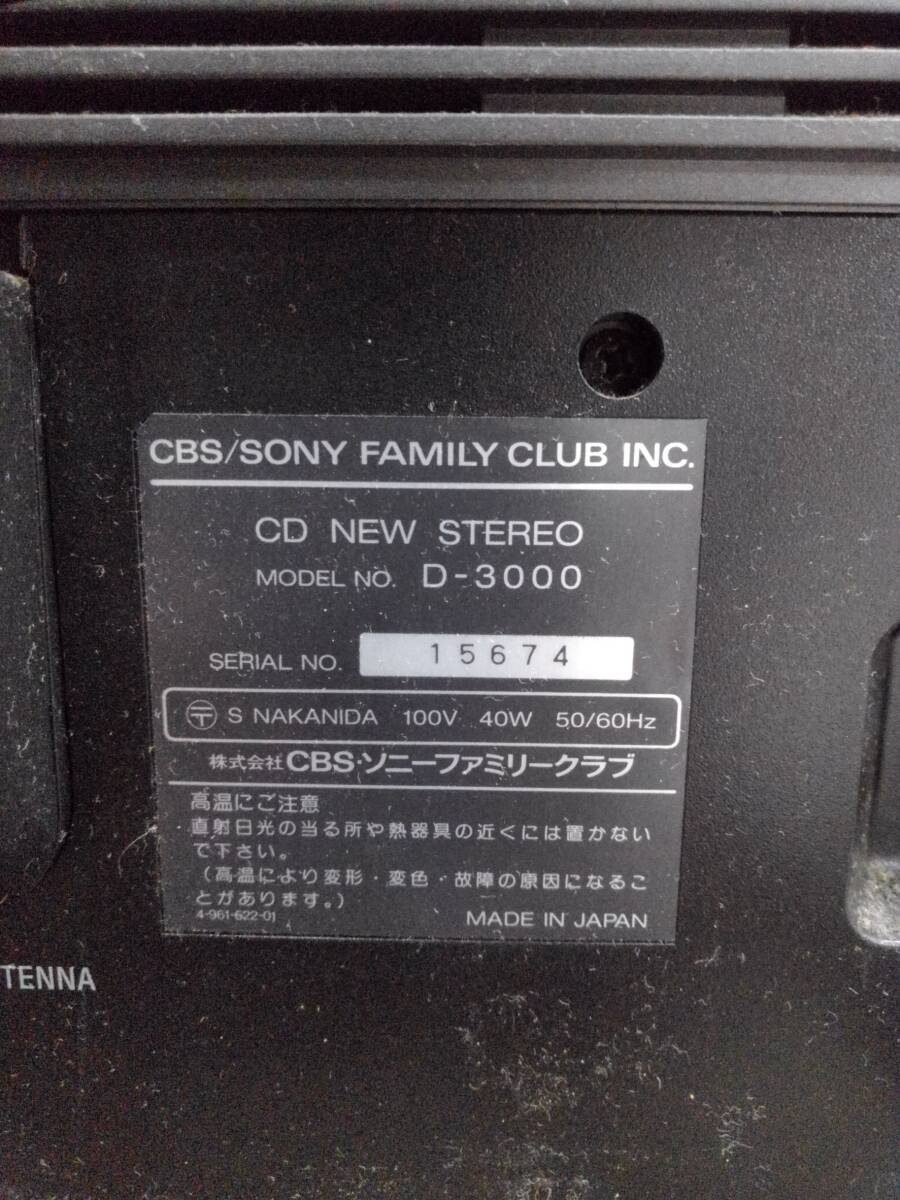 CBS/SONY FAMILY CLUB INC.
CD NEW STEREO
MODEL NO. D-3000
SERIAL NO. 15674
〒 S NAKANIDA 100V 40W 50/60Hz
株式会社CBS・ソニーファミリークラブ
高温にご注意
直射日光の当る所や熱器具の近くには置かない
で下さい。
(高温により変形・変色・故障の原因になるこ
とがあります。)
4-961-622-01 MADE IN JAPAN
TENNA